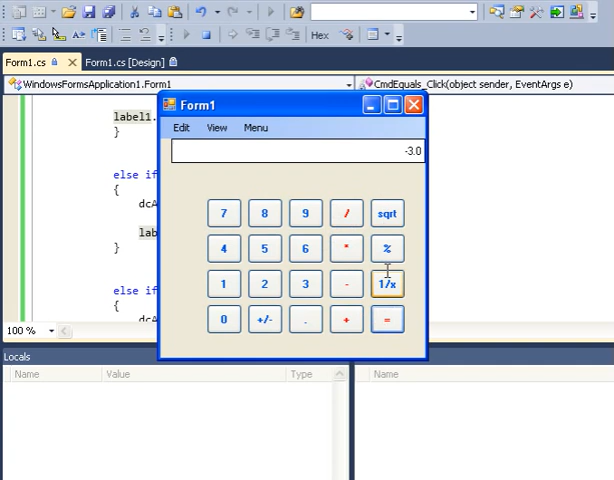 Hex
Form1.cs
Form1.cs [Design]
WindowsFormsApplication1.Form1
CmdEquals_Click(object sender, EventArgs e)
label1.
}
else if
{
dcA
lab
}
else if
{
dcA
100 %
Form1
Edit View Menu
-3.0
7 8 9 / sqrt
4 5 6 * %
1 2 3 - 1/x
0 +/- . + =
Locals
Name Value Type
Name